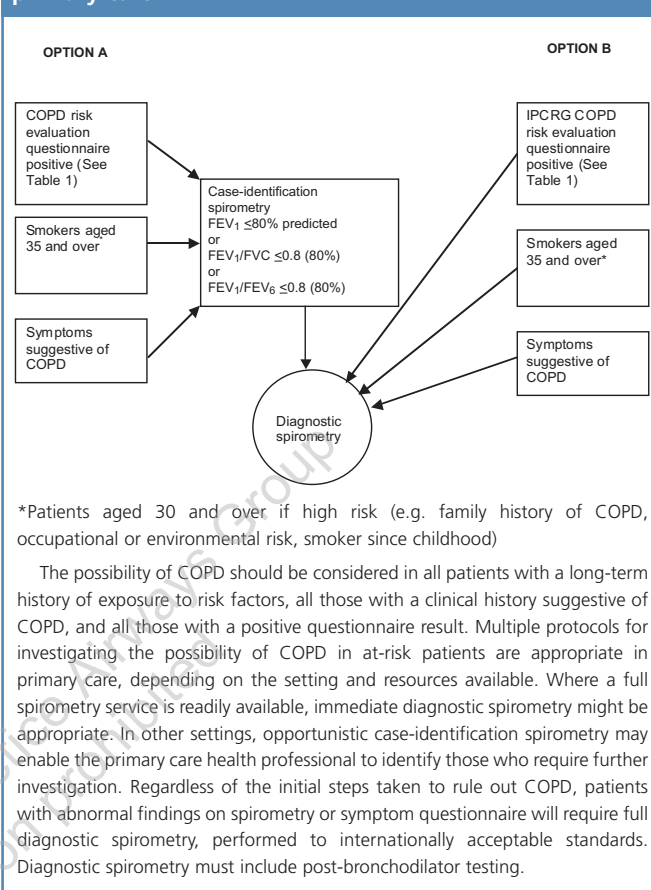 OPTION A
OPTION B
COPD risk
evaluation
questionnaire
positive (See
Table 1)
Smokers aged
35 and over*
Symptoms
suggestive of
COPD
Case-identification
spirometry
FEV1 ≤80% predicted
or
FEV1/FVC ≤0.8 (80%)
or
FEV1/FEV6 ≤0.8 (80%)
Diagnostic
spirometry
IPCRG COPD
risk evaluation
questionnaire
positive (See
Table 1)
Smokers aged
35 and over*
Symptoms
suggestive of
COPD
*Patients aged 30 and over if high risk (e.g. family history of COPD,
occupational or environmental risk, smoker since childhood)
The possibility of COPD should be considered in all patients with a long-term
history of exposure to risk factors, all those with a clinical history suggestive of
COPD, and all those with a positive questionnaire result. Multiple protocols for
investigating the possibility of COPD in at-risk patients are appropriate in
primary care, depending on the setting and resources available. Where a full
spirometry service is readily available, immediate diagnostic spirometry might be
appropriate. In other settings, opportunistic case-identification spirometry may
enable the primary care health professional to identify those who require further
investigation. Regardless of the initial steps taken to rule out COPD, patients
with abnormal findings on spirometry or symptom questionnaire will require full
diagnostic spirometry, performed to internationally acceptable standards.
Diagnostic spirometry must include post-bronchodilator testing.
Airways Group
prohibited